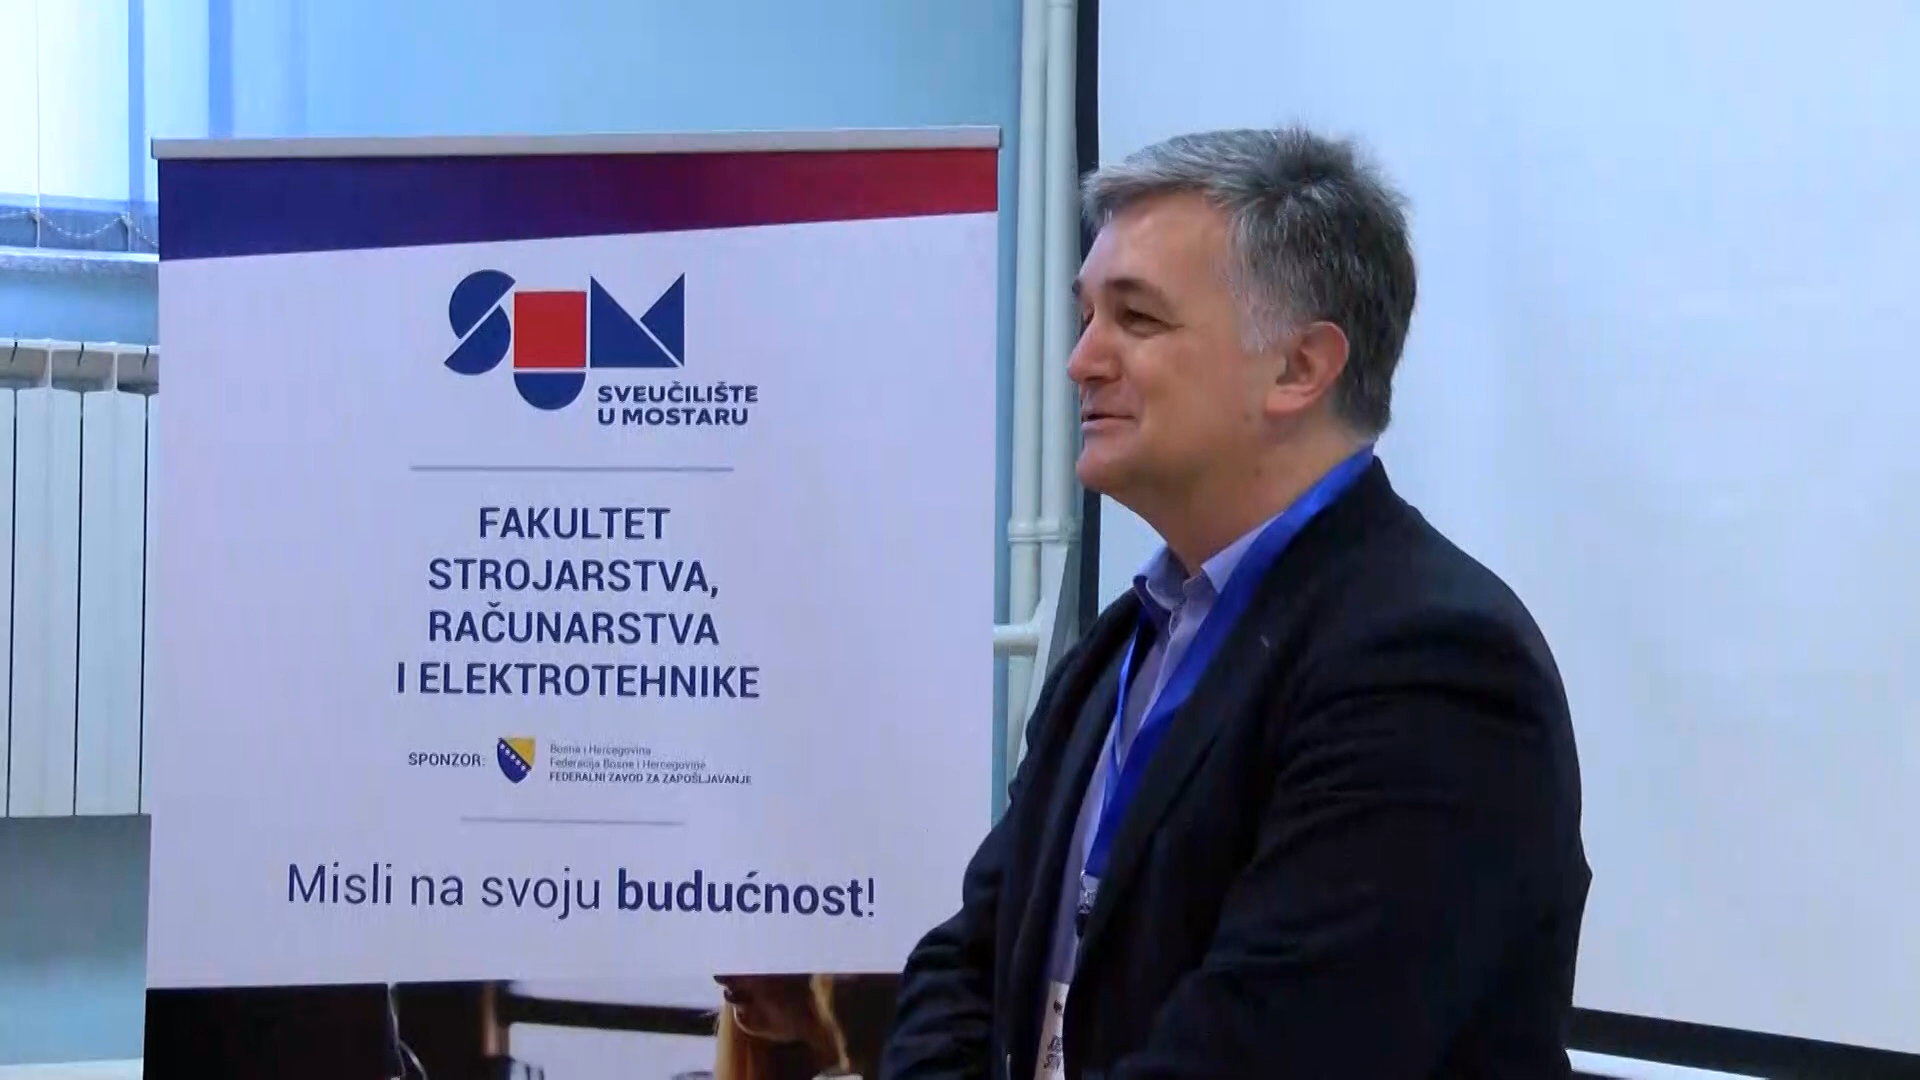 SUM
SVEUČILIŠTE
U MOSTARU
FAKULTET
STROJARSTVA,
RAČUNARSTVA
I ELEKTROTEHNIKE
SPONZOR:
Bosna i Hercegovina
Federacija Bosne i Hercegovine
FEDERALNI ZAVOD ZA ZAPOŠLJAVANJE
Misli na svoju budućnost!